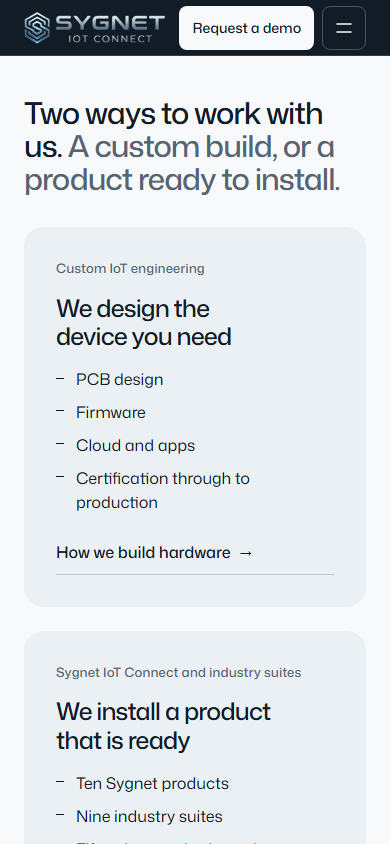 SYGNET
IOT CONNECT
Request a demo
Two ways to work with
us. A custom build, or a
product ready to install.
Custom IoT engineering
We design the
device you need
– PCB design
– Firmware
– Cloud and apps
– Certification through to
production
How we build hardware →
Sygnet IoT Connect and industry suites
We install a product
that is ready
– Ten Sygnet products
– Nine industry suites